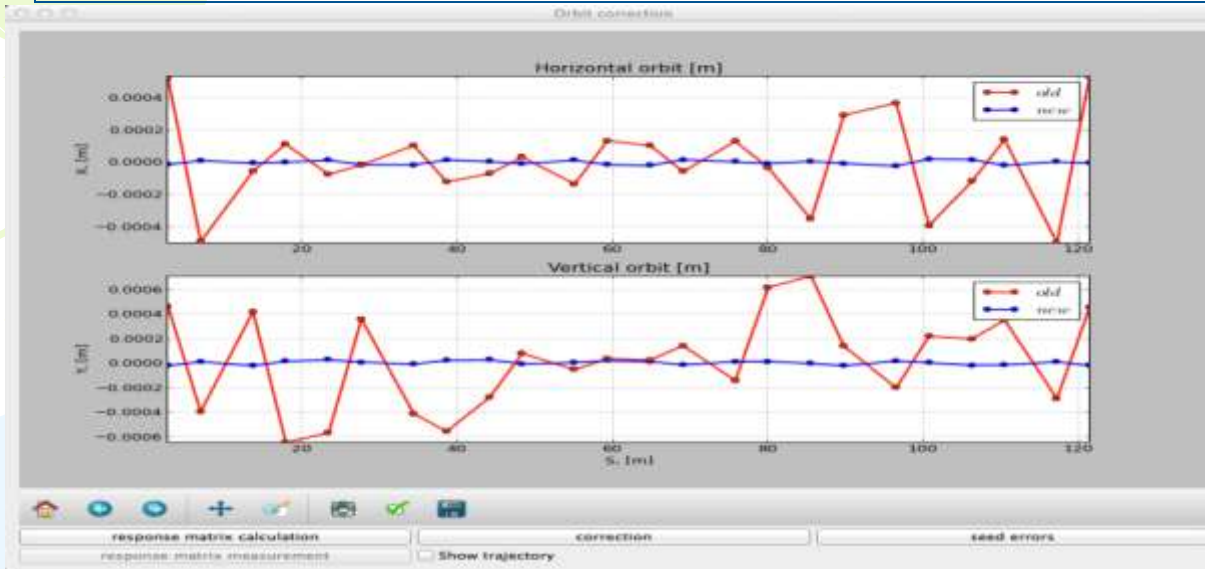 Orbit correction
Horizontal orbit [m]
0.0004
0.0002
0.0000
−0.0002
−0.0004
X, [m]
old
new
20 40 60 80 100 120
Vertical orbit [m]
0.0006
0.0004
0.0002
0.0000
−0.0002
−0.0004
−0.0006
Y, [m]
old
new
20 40 60 80 100 120
S, [m]
response matrix calculation correction seed errors
response matrix measurement Show trajectory